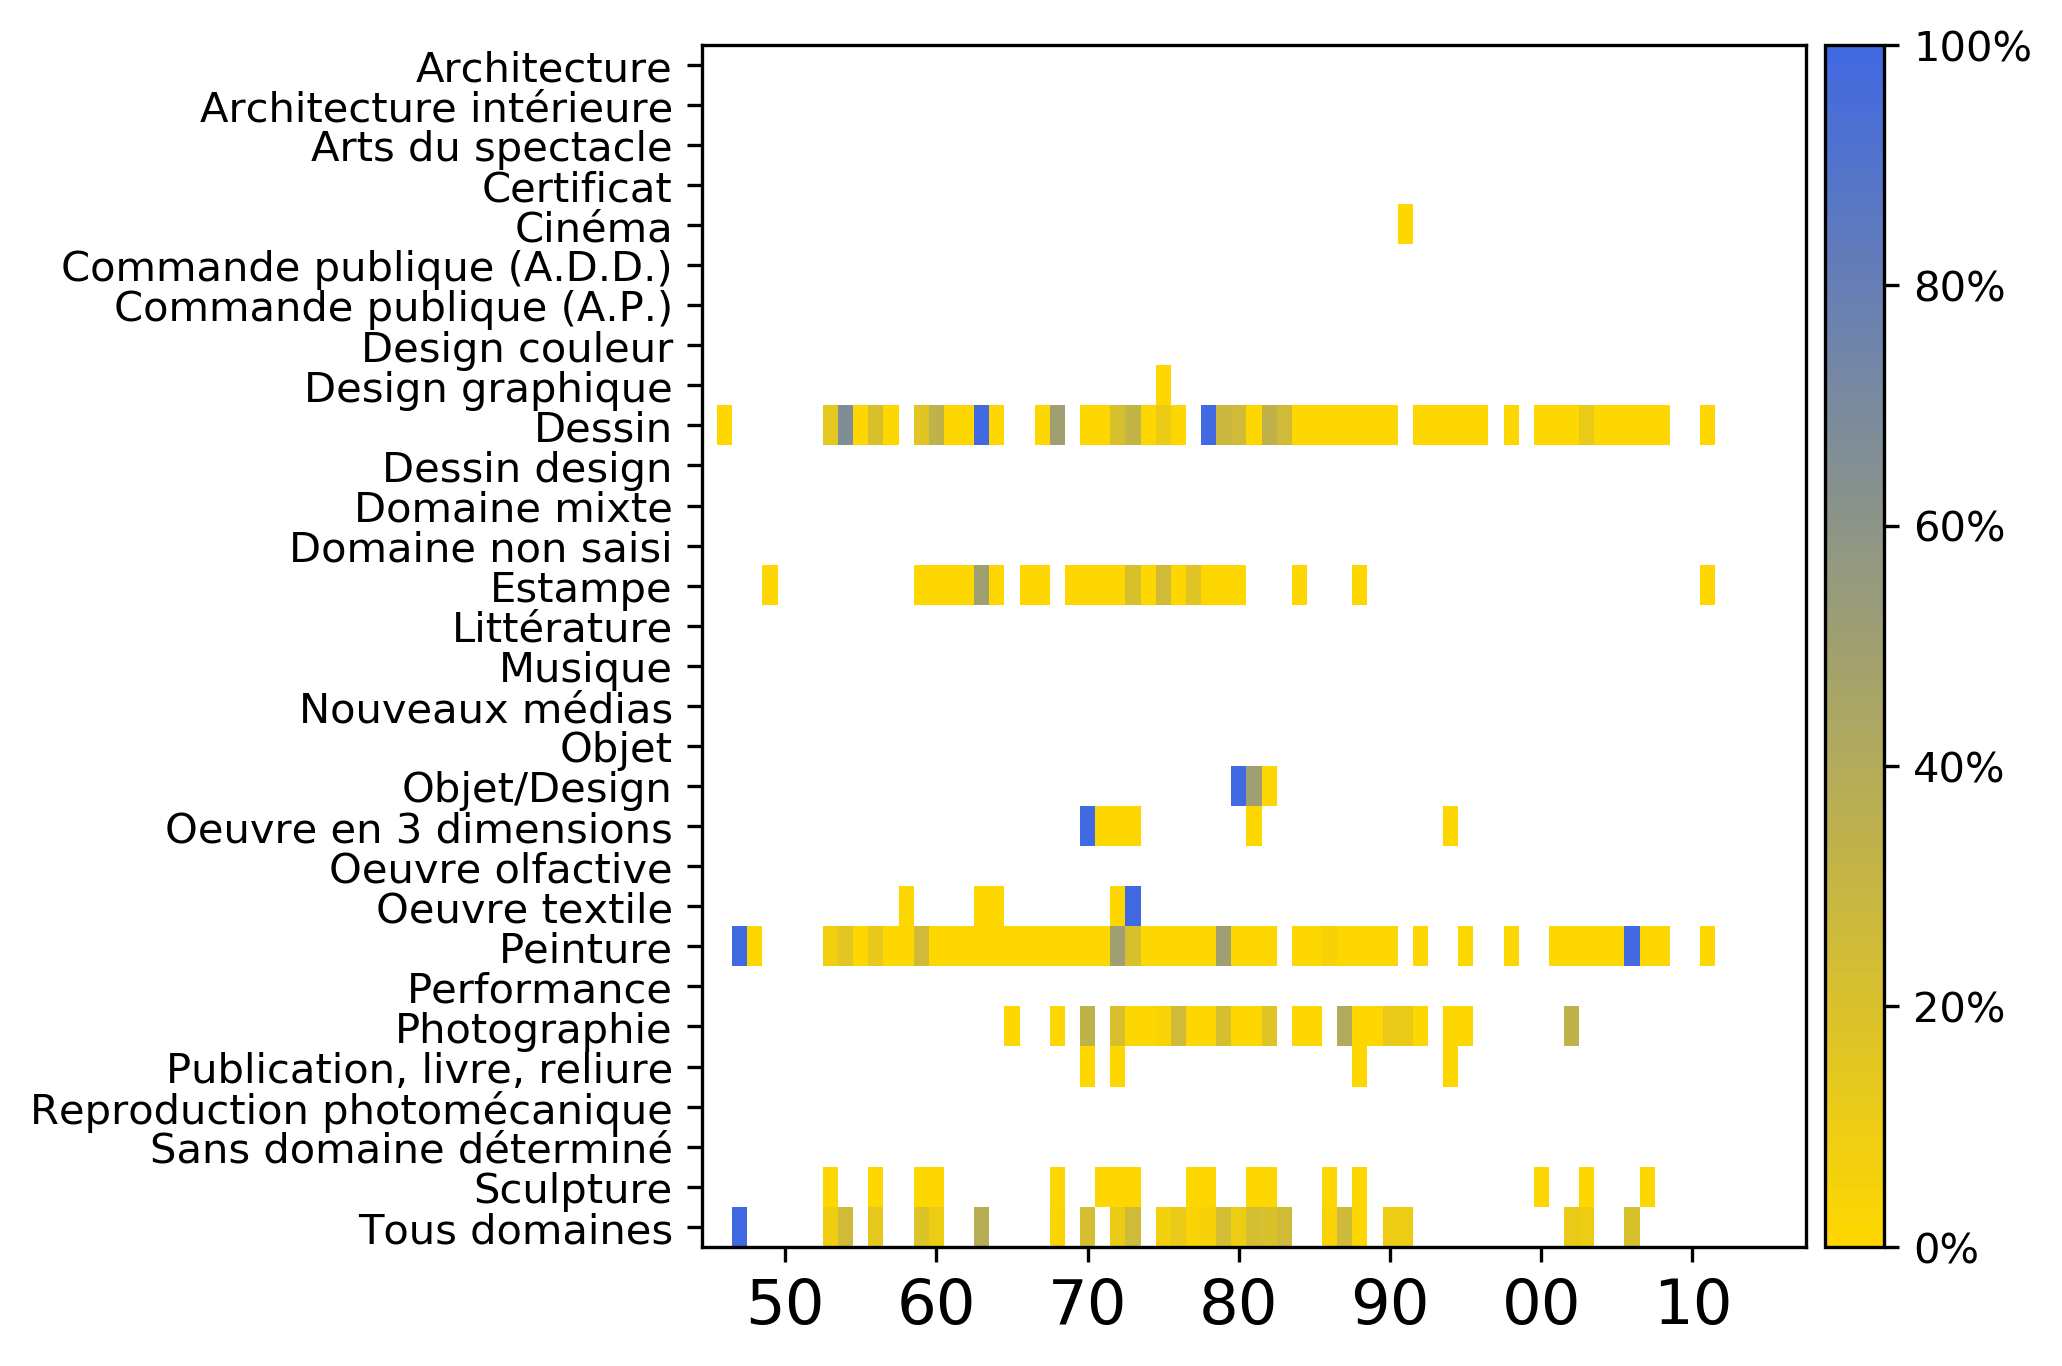 Architecture
Architecture intérieure
Arts du spectacle
Certificat
Cinéma
Commande publique (A.D.D.)
Commande publique (A.P.)
Design couleur
Design graphique
Dessin
Dessin design
Domaine mixte
Domaine non saisi
Estampe
Littérature
Musique
Nouveaux médias
Objet
Objet/Design
Oeuvre en 3 dimensions
Oeuvre olfactive
Oeuvre textile
Peinture
Performance
Photographie
Publication, livre, reliure
Reproduction photomécanique
Sans domaine déterminé
Sculpture
Tous domaines
50 60 70 80 90 00 10
100%
80%
60%
40%
20%
0%